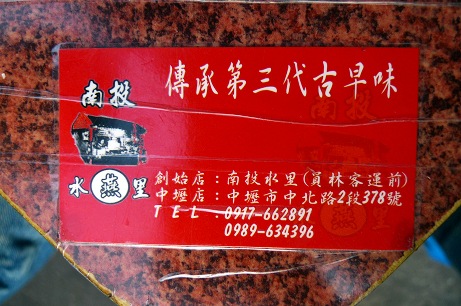 傳承第三代古早味
南投
水燕里
創始店：南投水里(員林客運前)
中壢店：中壢市中北路2段378號
TEL：0917-662891
0989-634396